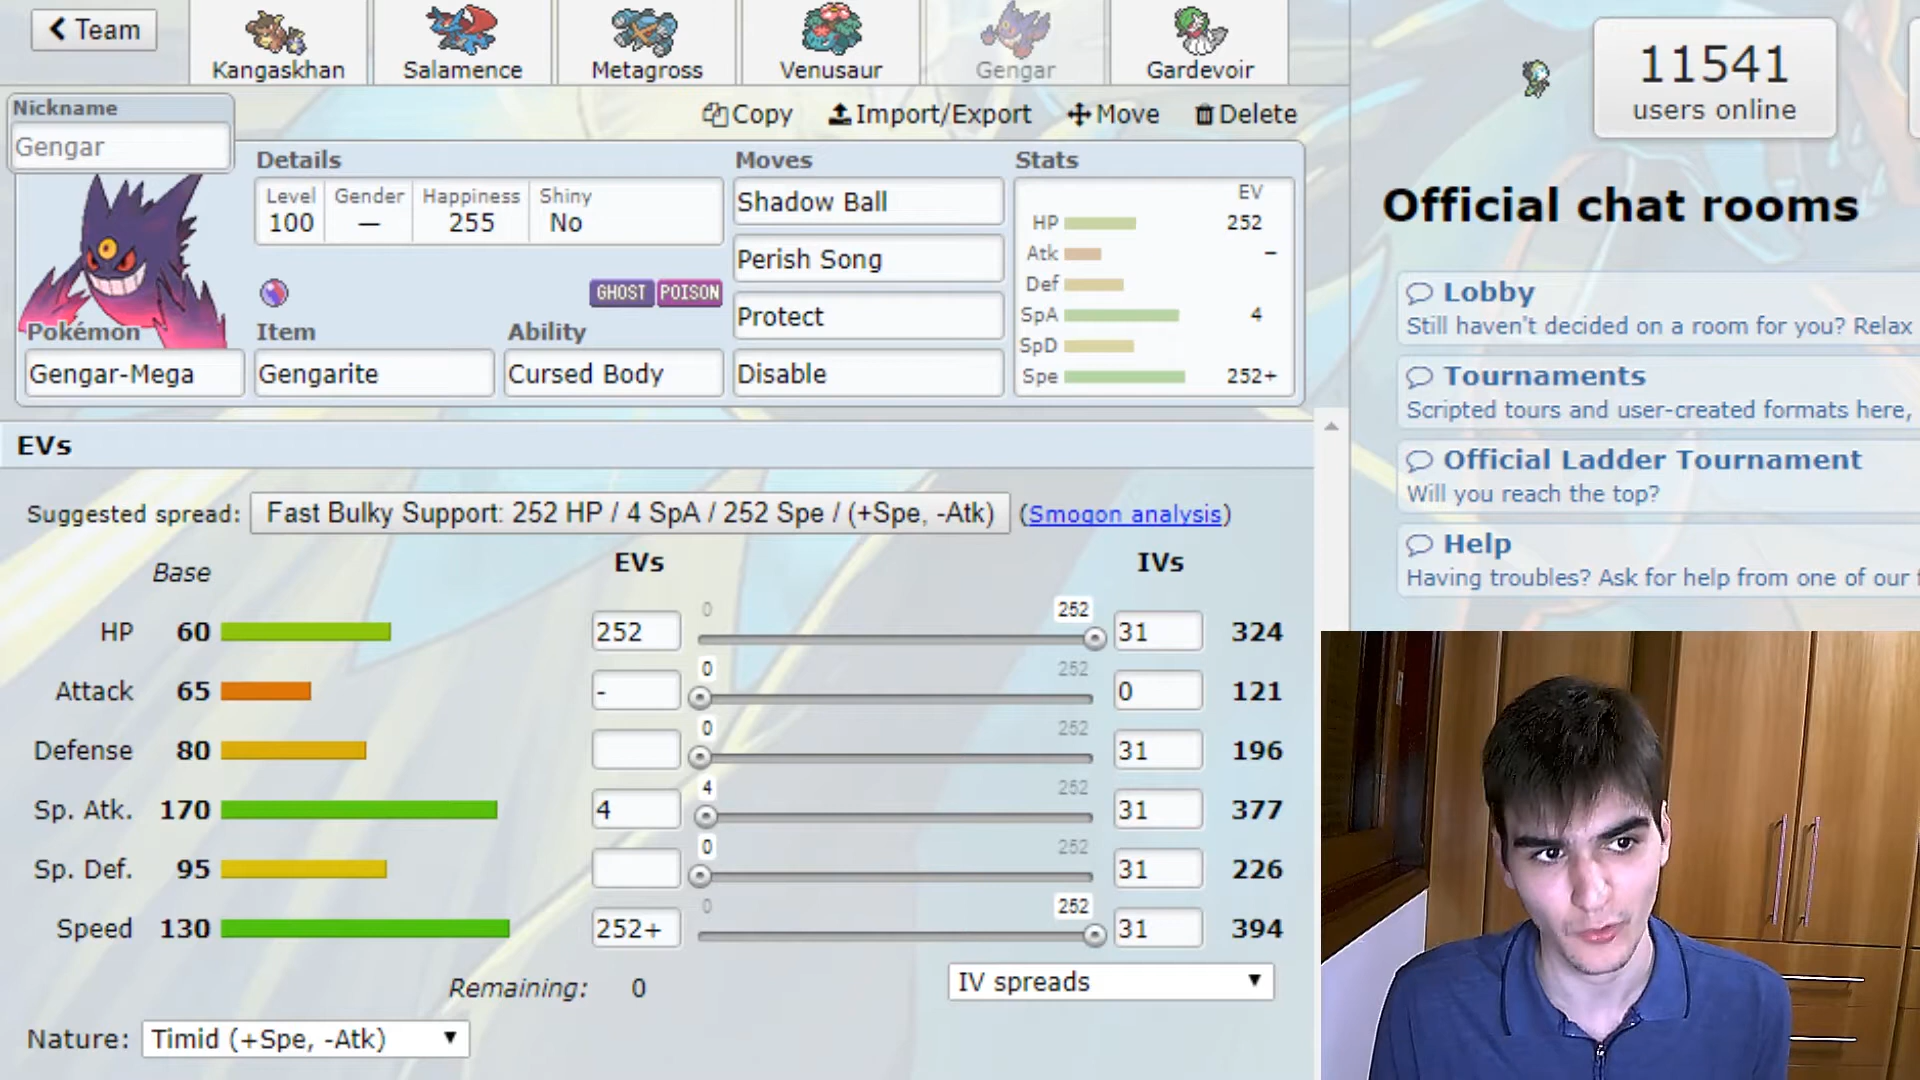 Team
Kangaskhan
Salamence
Metagross
Venusaur
Gengar
Gardevoir
11541
users online
Nickname
Gengar
Copy
Import/Export
Move
Delete
Details
Moves
Stats
Level
100
Gender
—
Happiness
255
Shiny
No
GHOST POISON
Pokémon
Gengar-Mega
Item
Gengarite
Ability
Cursed Body
Shadow Ball
Perish Song
Protect
Disable
EV
HP 252
Atk –
Def
SpA 4
SpD
Spe 252+
Official chat rooms
Lobby
Still haven't decided on a room for you? Relax
Tournaments
Scripted tours and user-created formats here,
Official Ladder Tournament
Will you reach the top?
Help
Having troubles? Ask for help from one of our
EVs
Suggested spread: Fast Bulky Support: 252 HP / 4 SpA / 252 Spe / (+Spe, -Atk) (Smogon analysis)
Base EVs IVs
HP 60 252 0 252 31 324
Attack 65 - 0 252 0 121
Defense 80 0 252 31 196
Sp. Atk. 170 4 4 252 31 377
Sp. Def. 95 0 252 31 226
Speed 130 252+ 0 252 31 394
Remaining: 0
IV spreads
Nature: Timid (+Spe, -Atk)